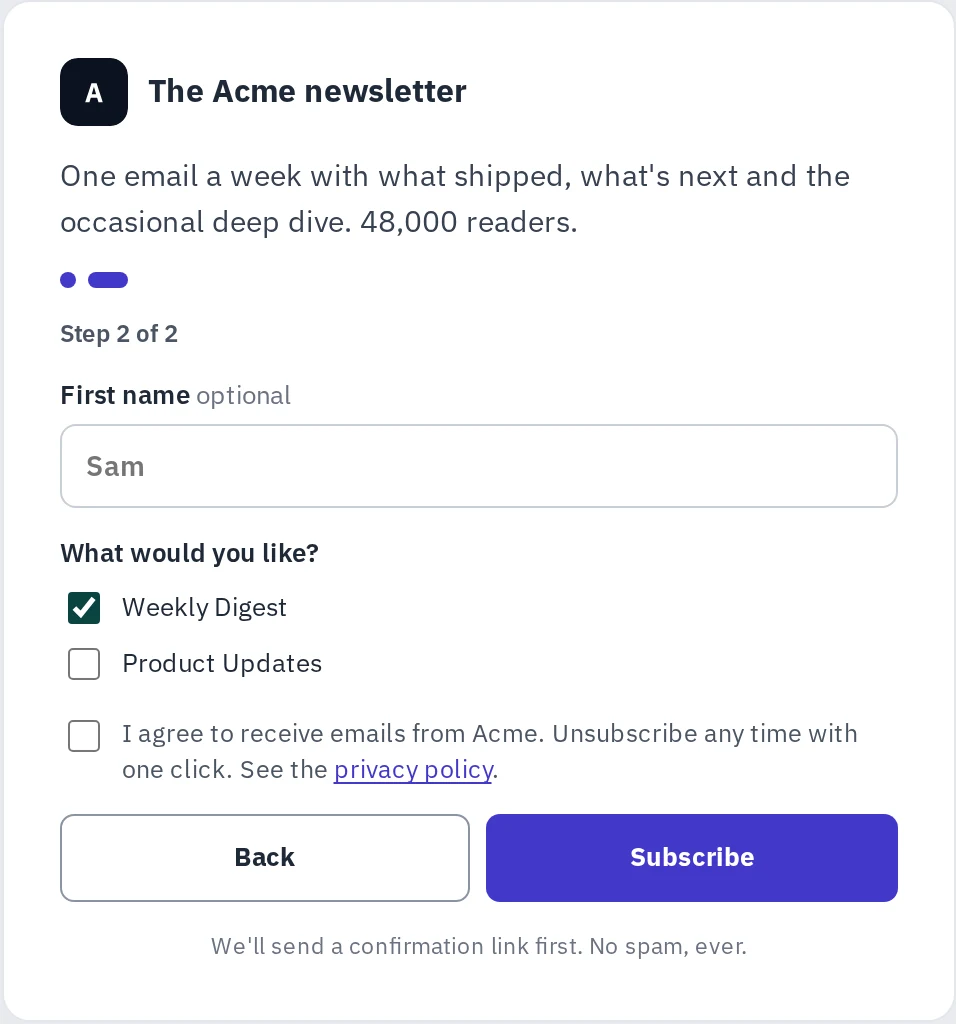 A
The Acme newsletter
One email a week with what shipped, what's next and the
occasional deep dive. 48,000 readers.
Step 2 of 2
First name optional
Sam
What would you like?
Weekly Digest
Product Updates
I agree to receive emails from Acme. Unsubscribe any time with
one click. See the privacy policy.
Back
Subscribe
We'll send a confirmation link first. No spam, ever.